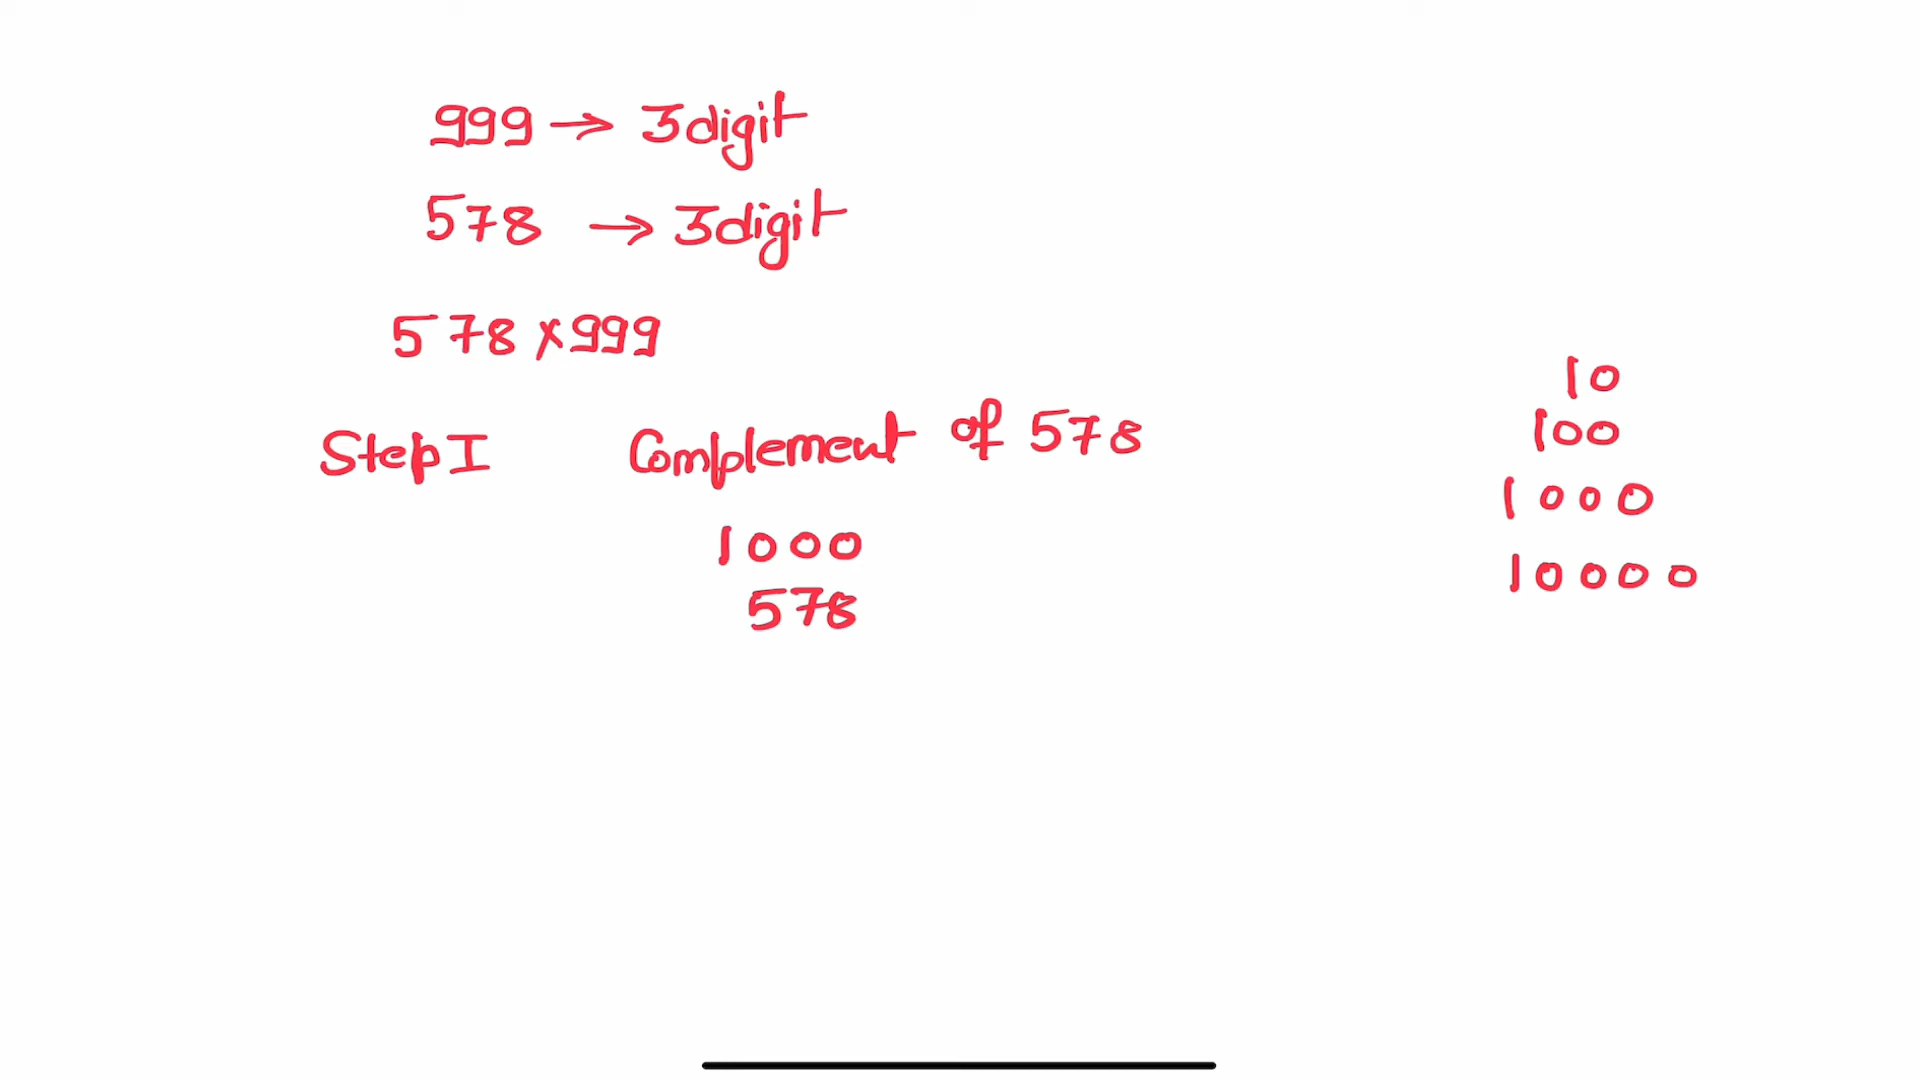 999 → 3digit
578 → 3digit
578 × 999
Step I Complement of 578
1000
578
10
100
1000
10000